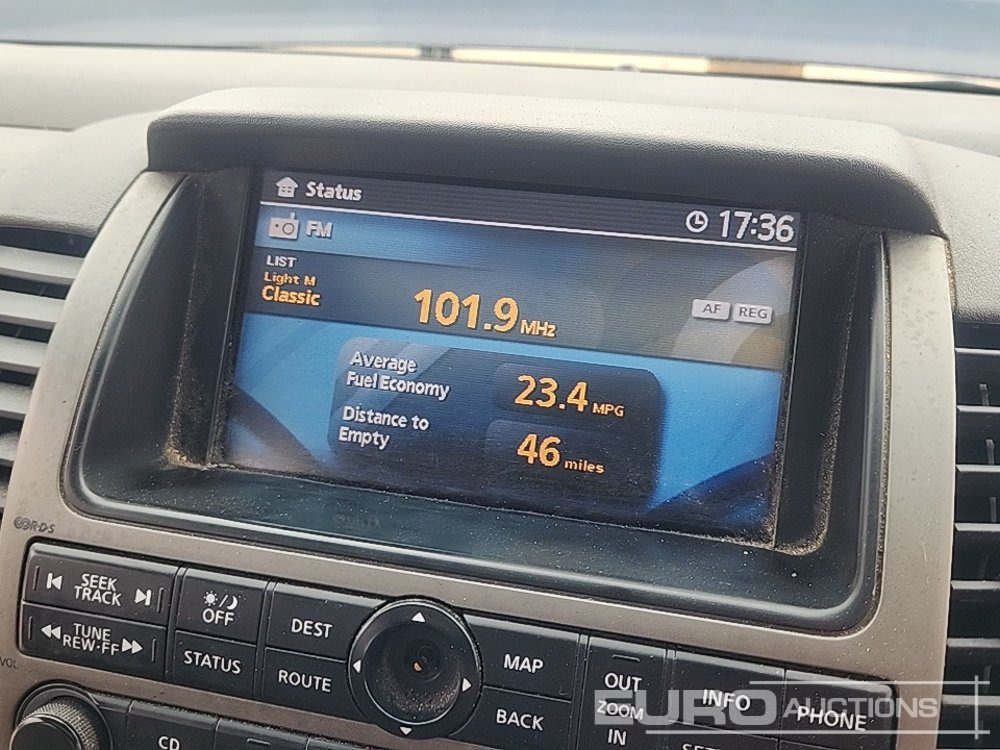 Status
17:36
FM
LIST
Light M
Classic
101.9 MHz
AF REG
Average
Fuel Economy
23.4 MPG
Distance to
Empty
46 miles
R·D·S
SEEK
TRACK
OFF
DEST
TUNE
REW·FF
STATUS
ROUTE
MAP
BACK
OUT
ZOOM
IN
INFO
PHONE
VOL
CD
EURO AUCTIONS